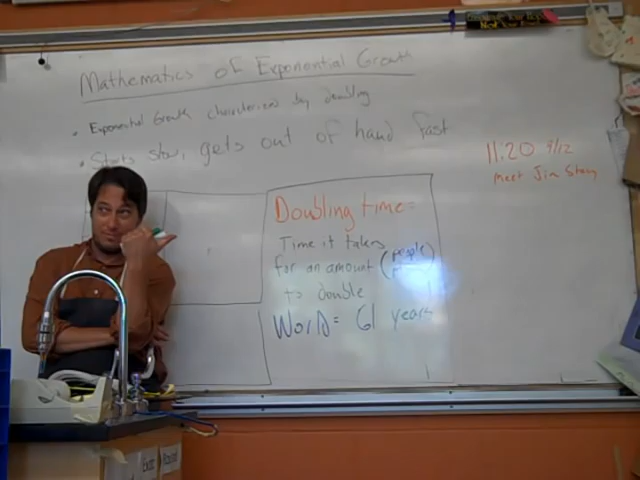 Mathematics of Exponential Growth
• Exponential Growth characterized by doubling
• Starts slow, gets out of hand fast
11.20 9/12
meet Jim
Doubling time =
Time it takes
for an amount (people)
to double
World = 61 years